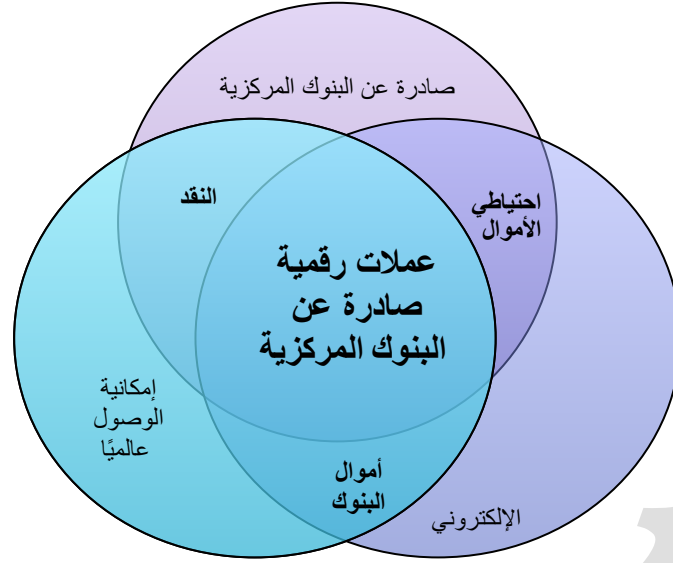 صادرة عن البنوك المركزية
احتياطي
الأموال
النقد
عملات رقمية
صادرة عن
البنوك المركزية
إمكانية
الوصول
عالميًا
أموال
البنوك
الإلكتروني